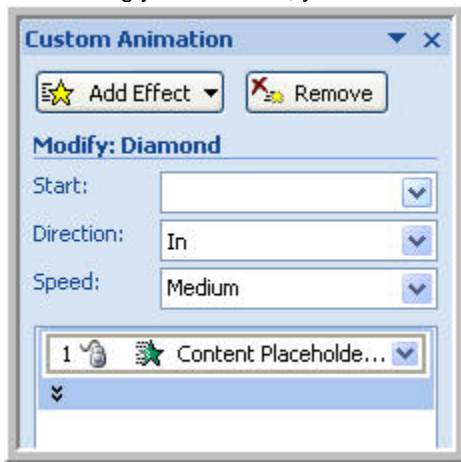 Custom Animation
Add Effect Remove
Modify: Diamond
Start:
Direction: In
Speed: Medium
1 Content Placeholde...